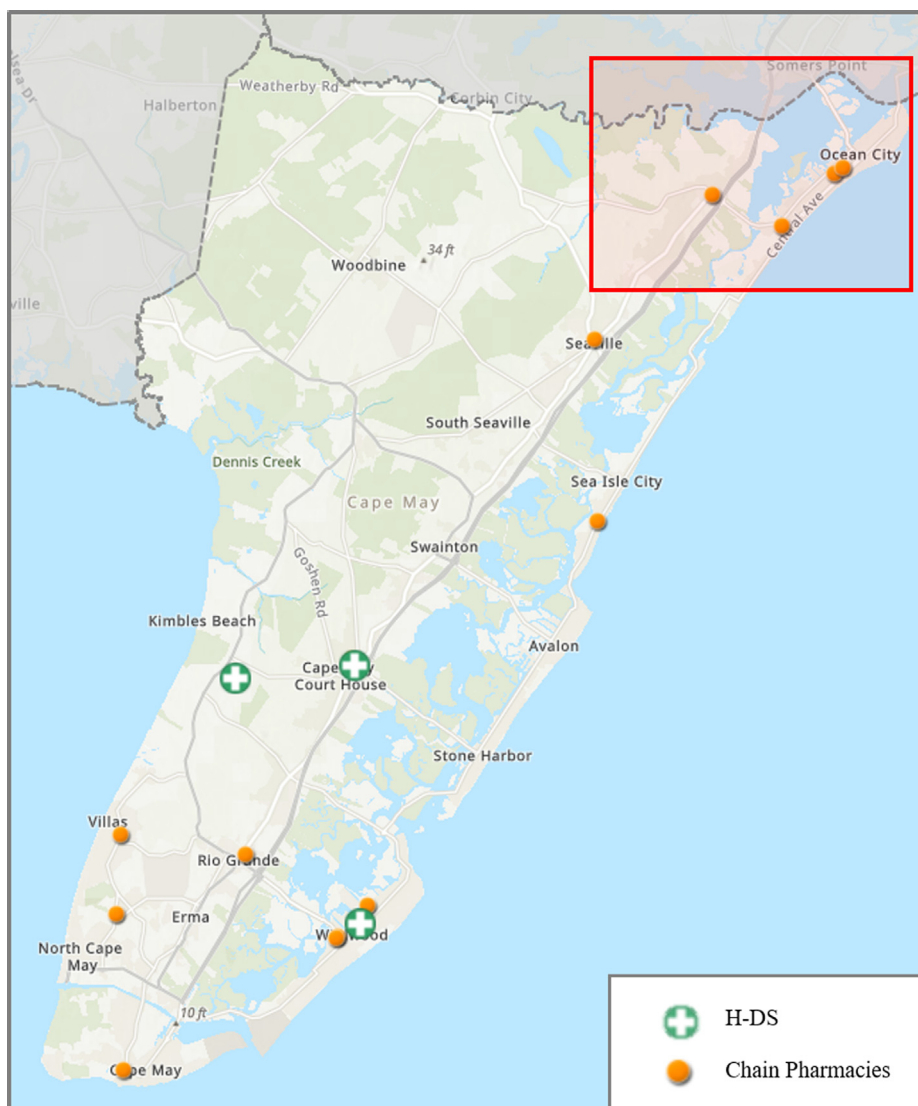 Somers Point
Weatherby Rd
Corbin City
Halberton
Ocean City
Central Ave
34 ft
Woodbine
ville
Seaville
South Seaville
Dennis Creek
Sea Isle City
Cape May
Swainton
Goshen Rd
Kimbles Beach
Avalon
Cape May
Court House
Stone Harbor
Villas
Rio Grande
Erma
Wildwood
North Cape
May
10 ft
Cape May
H-DS
Chain Pharmacies